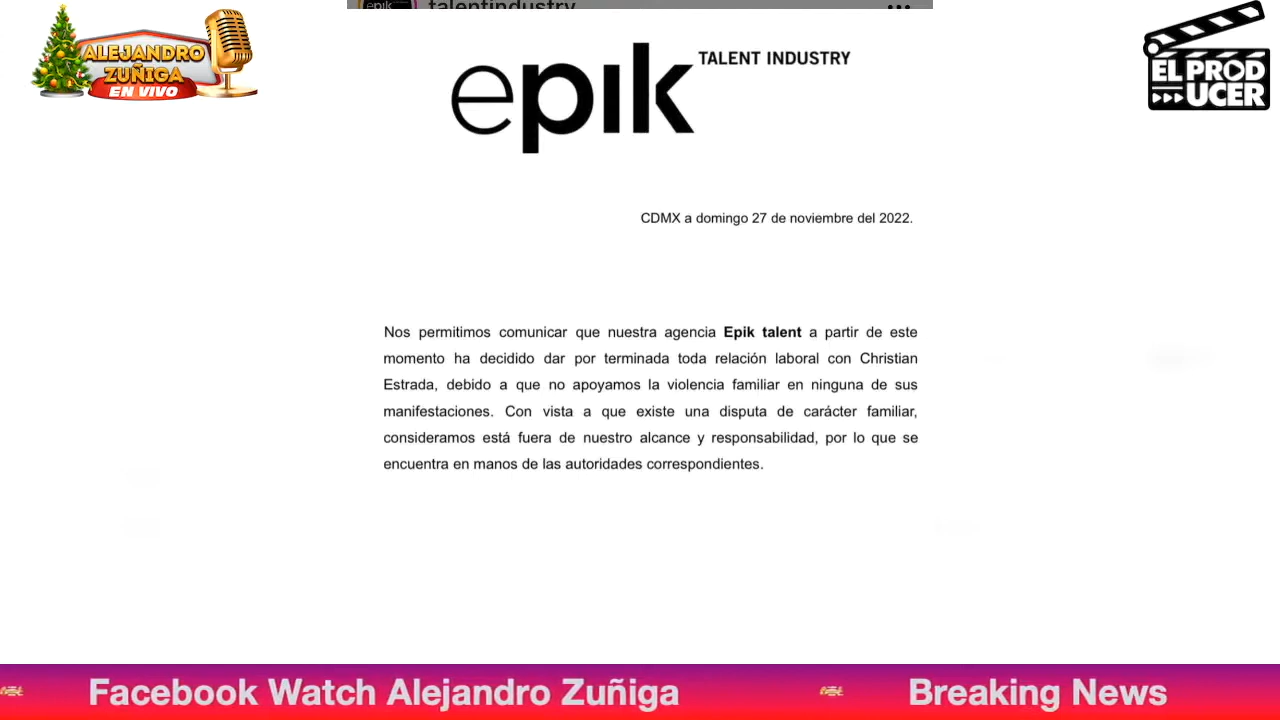 epik
talentindustry
ALEJANDRO
ZUÑIGA
EN VIVO
EL PROD
UCER
epik
TALENT INDUSTRY
CDMX a domingo 27 de noviembre del 2022.
Nos permitimos comunicar que nuestra agencia Epik talent a partir de este
momento ha decidido dar por terminada toda relación laboral con Christian
Estrada, debido a que no apoyamos la violencia familiar en ninguna de sus
manifestaciones. Con vista a que existe una disputa de carácter familiar,
consideramos está fuera de nuestro alcance y responsabilidad, por lo que se
encuentra en manos de las autoridades correspondientes.
Facebook Watch Alejandro Zuñiga
Breaking News